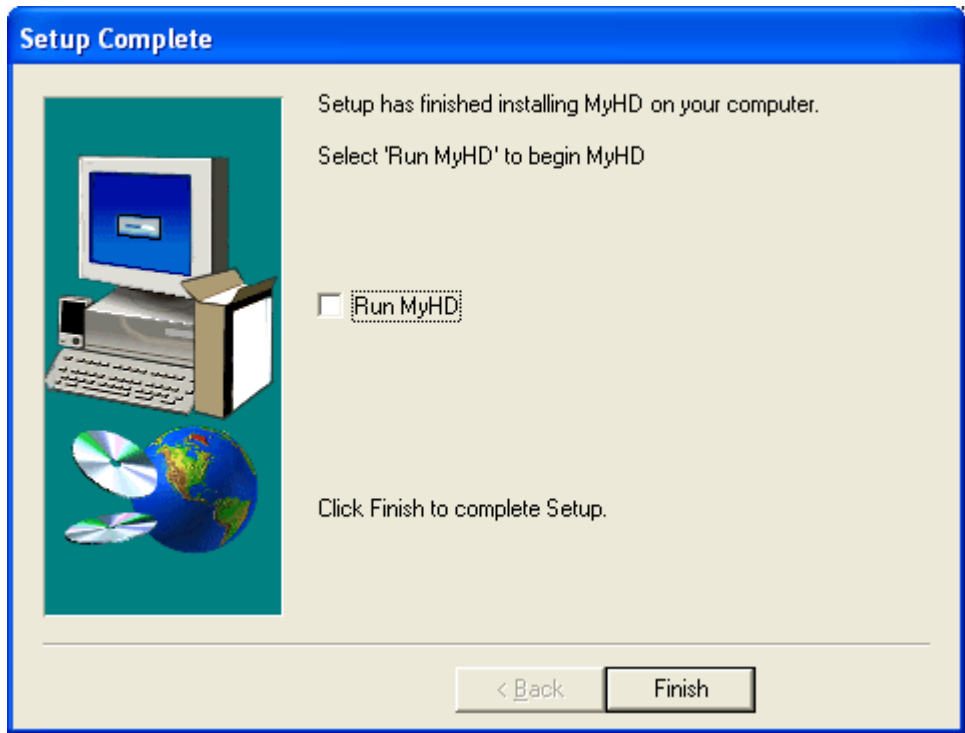 Setup Complete
Setup has finished installing MyHD on your computer.
Select 'Run MyHD' to begin MyHD
Run MyHD
Click Finish to complete Setup.
< Back
Finish